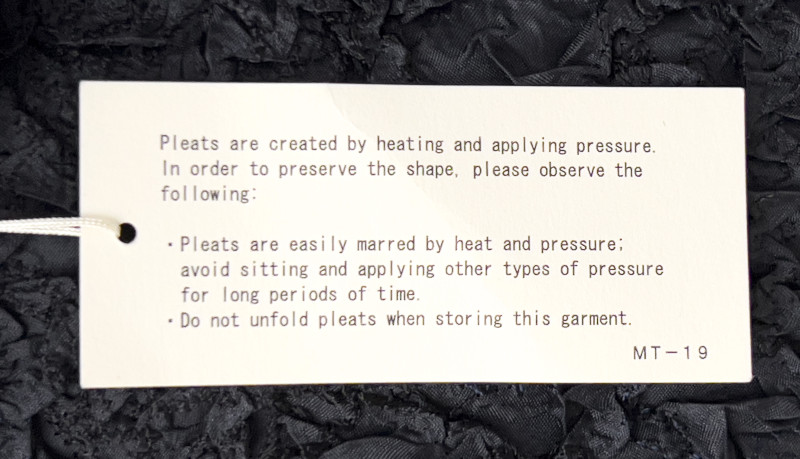 Pleats are created by heating and applying pressure.
In order to preserve the shape, please observe the
following:
・Pleats are easily marred by heat and pressure;
avoid sitting and applying other types of pressure
for long periods of time.
・Do not unfold pleats when storing this garment.
MT－19